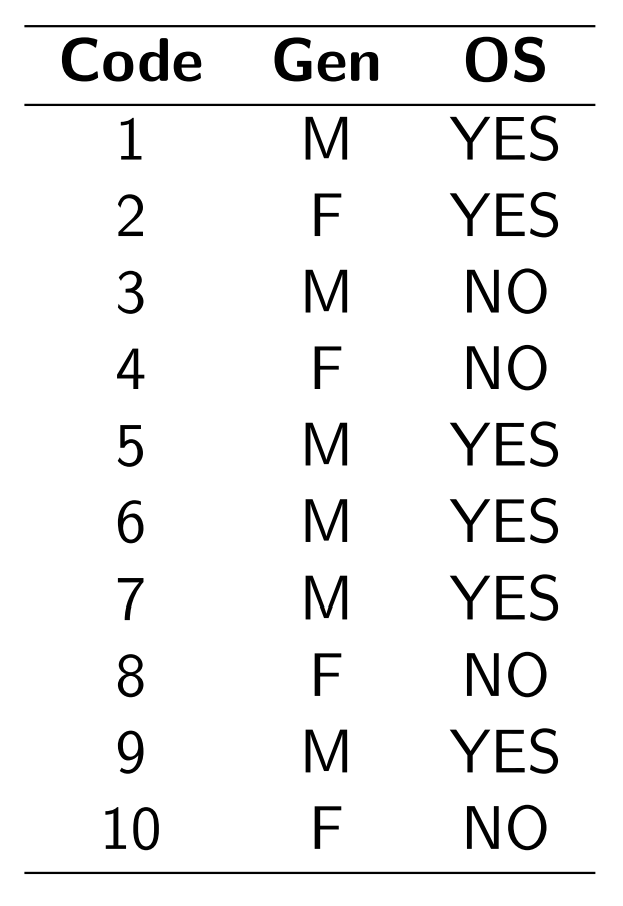 Code Gen OS
1 M YES
2 F YES
3 M NO
4 F NO
5 M YES
6 M YES
7 M YES
8 F NO
9 M YES
10 F NO